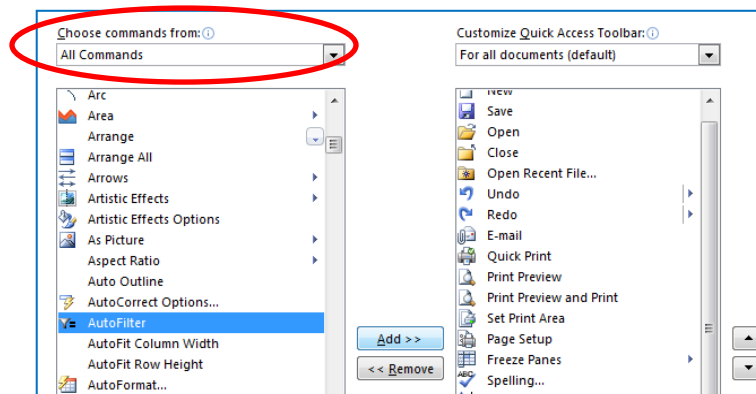 Choose commands from:
All Commands
Arc
Area
Arrange
Arrange All
Arrows
Artistic Effects
Artistic Effects Options
As Picture
Aspect Ratio
Auto Outline
AutoCorrect Options...
AutoFilter
AutoFit Column Width
AutoFit Row Height
AutoFormat...
Add >>
<< Remove
Customize Quick Access Toolbar:
For all documents (default)
New
Save
Open
Close
Open Recent File...
Undo
Redo
E-mail
Quick Print
Print Preview
Print Preview and Print
Set Print Area
Page Setup
Freeze Panes
Spelling...